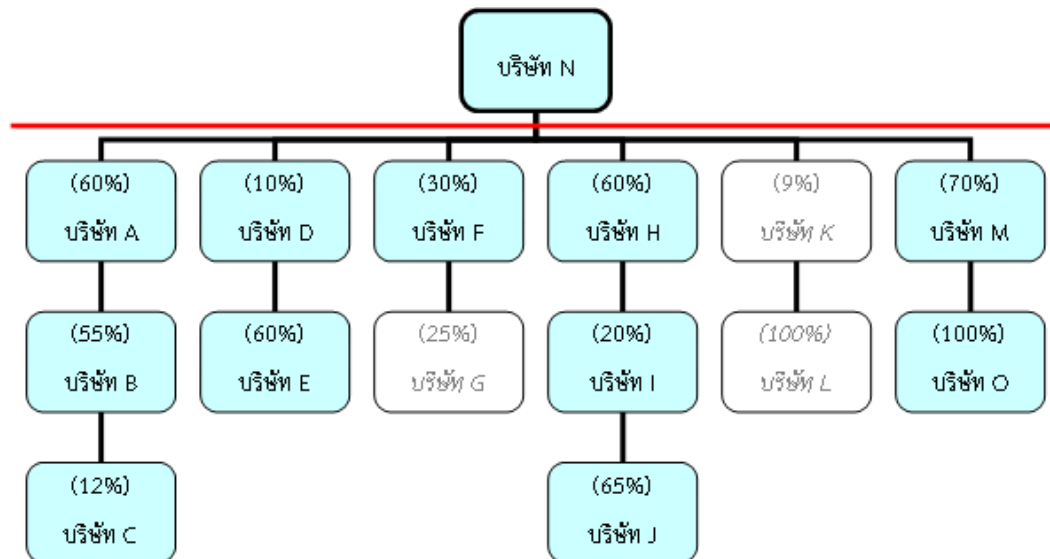 บริษัท N
(60%)
บริษัท A
(10%)
บริษัท D
(30%)
บริษัท F
(60%)
บริษัท H
(9%)
บริษัท K
(70%)
บริษัท M
(55%)
บริษัท B
(60%)
บริษัท E
(25%)
บริษัท G
(20%)
บริษัท I
(100%)
บริษัท L
(100%)
บริษัท O
(12%)
บริษัท C
(65%)
บริษัท J